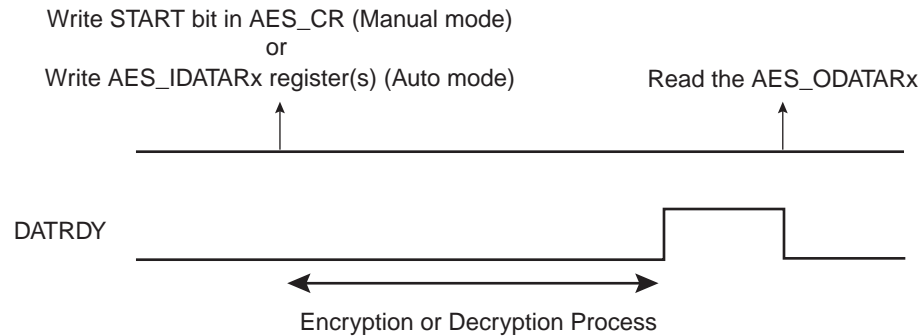 Write START bit in AES_CR (Manual mode)
or
Write AES_IDATARx register(s) (Auto mode)
Read the AES_ODATARx
DATRDY
Encryption or Decryption Process